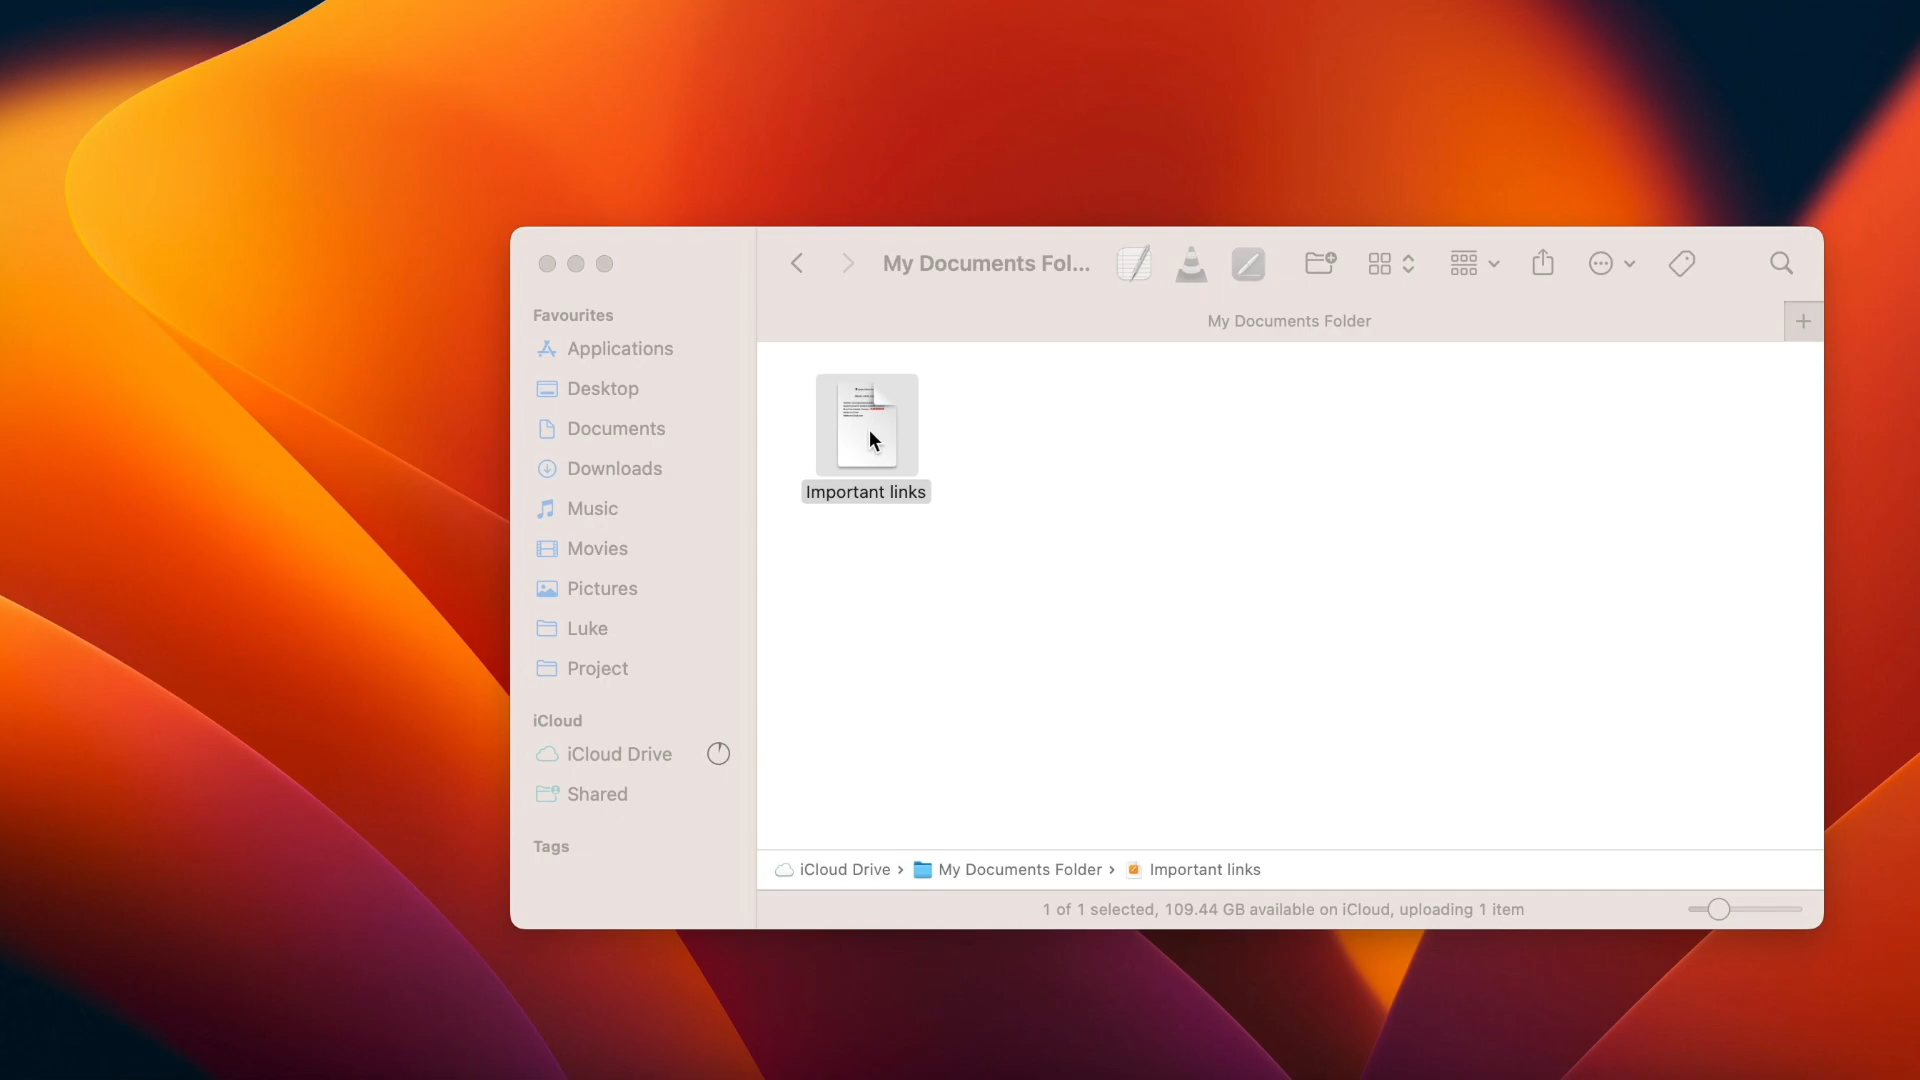 My Documents Fol...
My Documents Folder
Favourites
Applications
Desktop
Documents
Downloads
Music
Movies
Pictures
Luke
Project
iCloud
iCloud Drive
Shared
Tags
Important links
iCloud Drive › My Documents Folder › Important links
1 of 1 selected, 109.44 GB available on iCloud, uploading 1 item